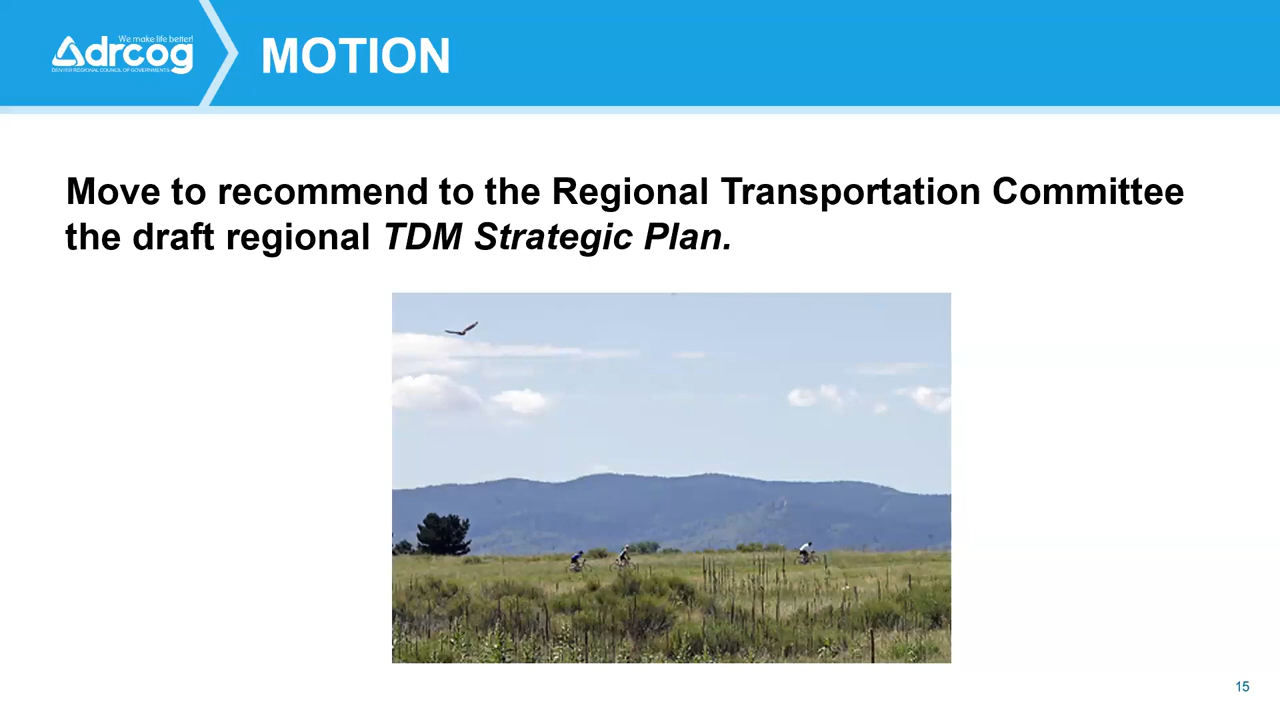 We make life better!
drcog
DENVER REGIONAL COUNCIL OF GOVERNMENTS
MOTION
Move to recommend to the Regional Transportation Committee
the draft regional TDM Strategic Plan.
15